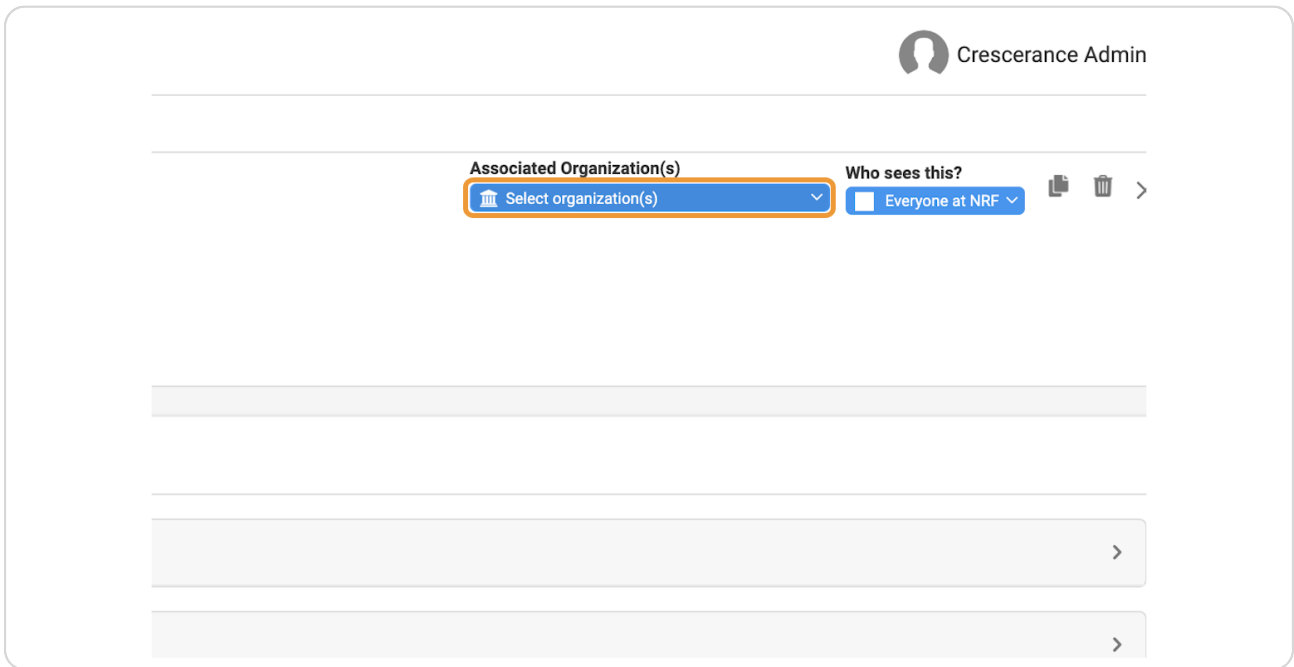 Crescerance Admin
Associated Organization(s)
Who sees this?
Select organization(s)
Everyone at NRF